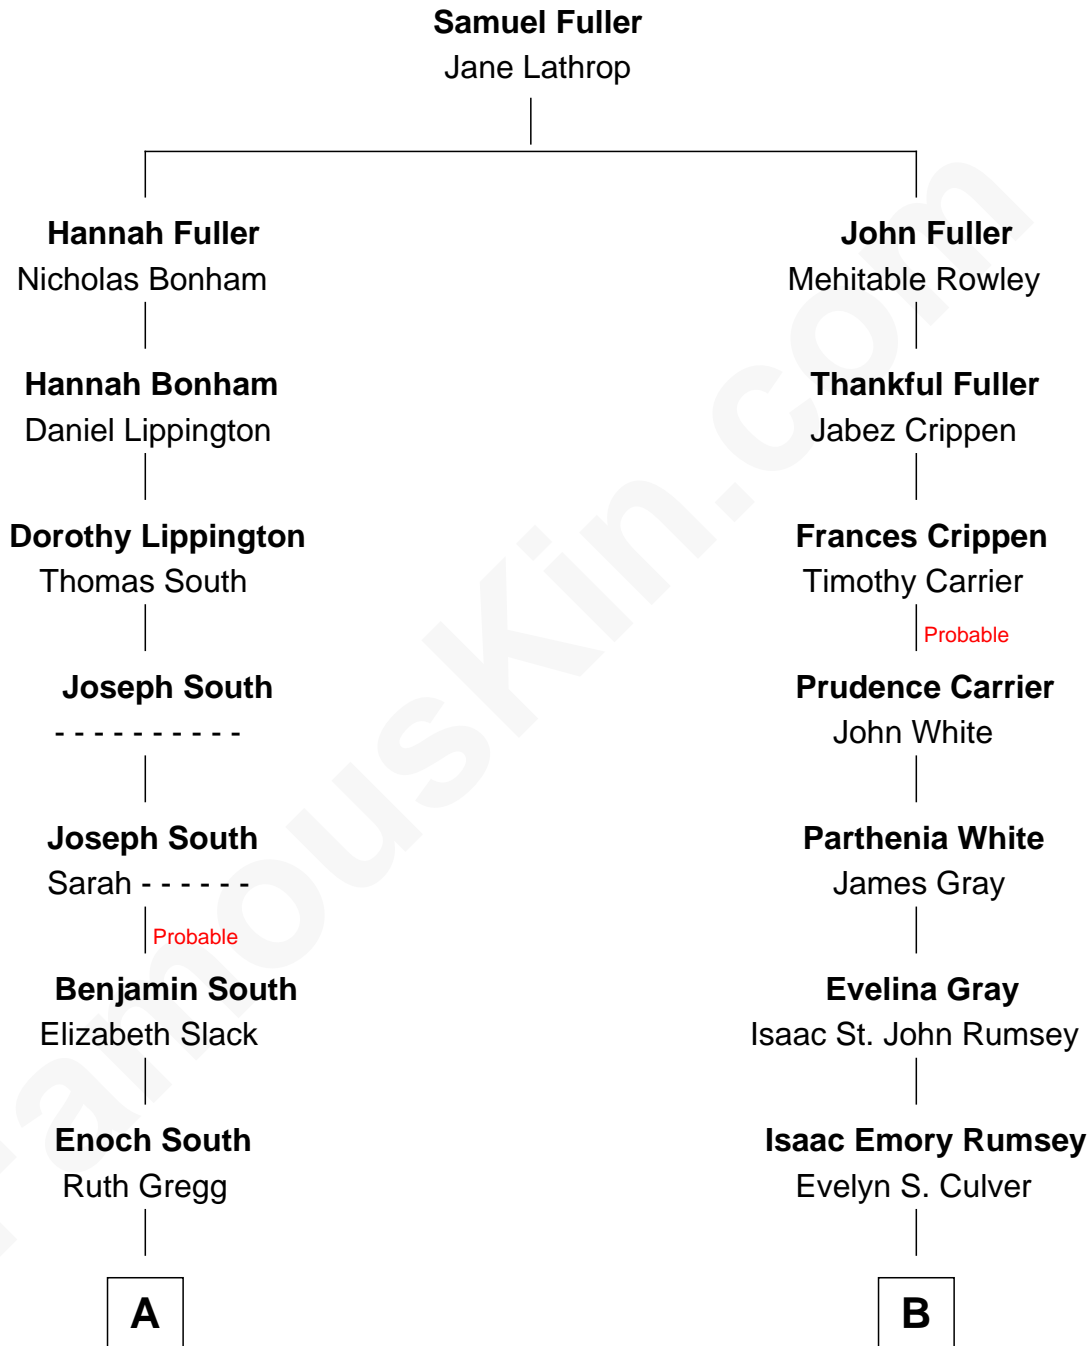 Samuel Fuller
Jane Lathrop
Hannah Fuller
Nicholas Bonham
John Fuller
Mehitable Rowley
Hannah Bonham
Daniel Lippington
Thankful Fuller
Jabez Crippen
Dorothy Lippington
Thomas South
Frances Crippen
Timothy Carrier
Probable
Joseph South
- - - - - - - - - -
Prudence Carrier
John White
Joseph South
Sarah - - - - - -
Probable
Parthenia White
James Gray
Benjamin South
Elizabeth Slack
Evelina Gray
Isaac St. John Rumsey
Enoch South
Ruth Gregg
Isaac Emory Rumsey
Evelyn S. Culver
A
B
FamousKin.com